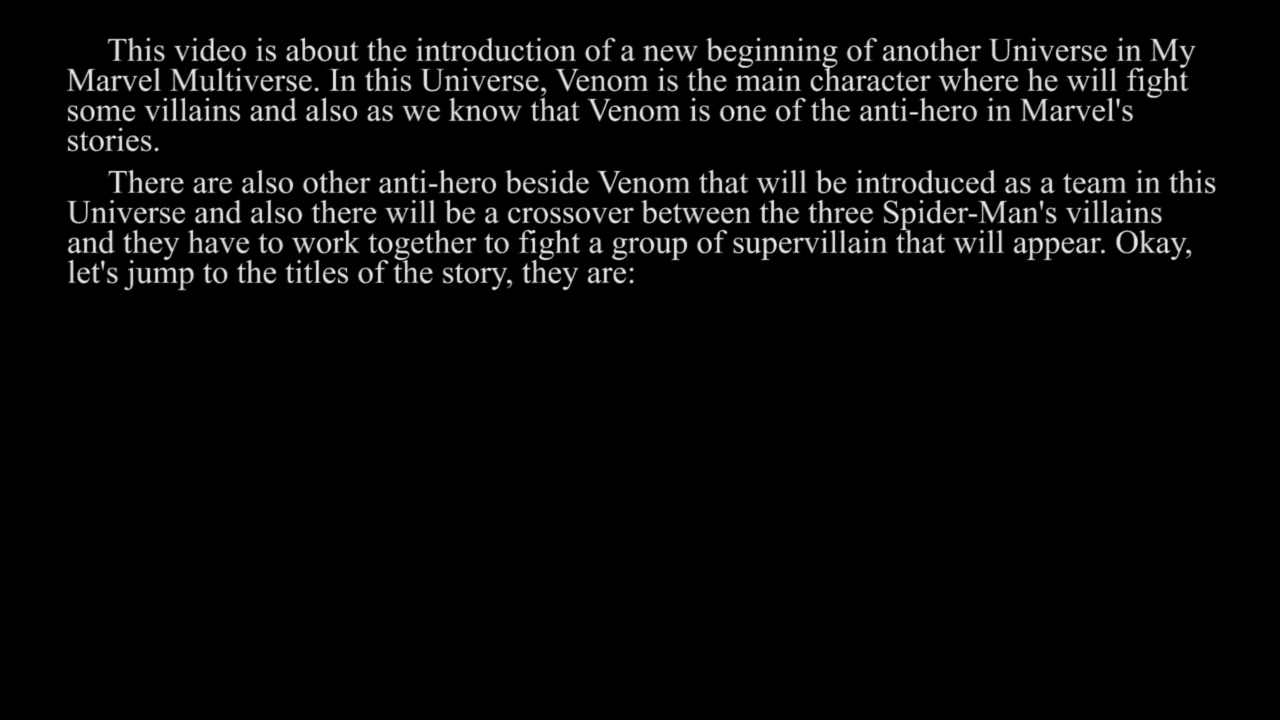 This video is about the introduction of a new beginning of another Universe in My
Marvel Multiverse. In this Universe, Venom is the main character where he will fight
some villains and also as we know that Venom is one of the anti-hero in Marvel's
stories.
There are also other anti-hero beside Venom that will be introduced as a team in this
Universe and also there will be a crossover between the three Spider-Man's villains
and they have to work together to fight a group of supervillain that will appear. Okay,
let's jump to the titles of the story, they are: